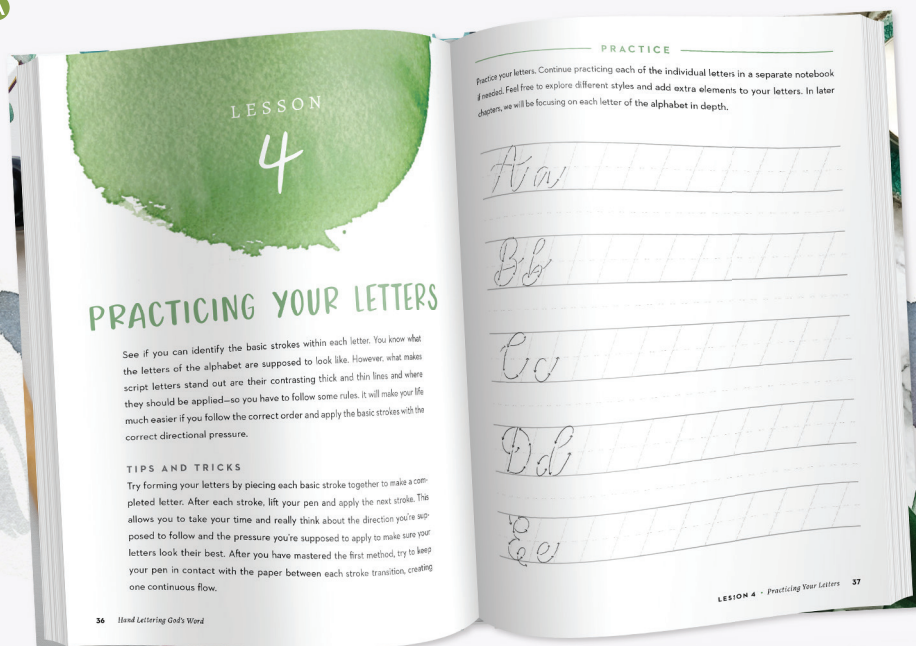 LESSON
4
PRACTICING YOUR LETTERS
See if you can identify the basic strokes within each letter. You know what
the letters of the alphabet are supposed to look like. However, what makes
script letters stand out are their contrasting thick and thin lines and where
they should be applied—so you have to follow some rules. It will make your life
much easier if you follow the correct order and apply the basic strokes with the
correct directional pressure.
TIPS AND TRICKS
Try forming your letters by piecing each basic stroke together to make a com-
pleted letter. After each stroke, lift your pen and apply the next stroke. This
allows you to take your time and really think about the direction you're sup-
posed to follow and the pressure you're supposed to apply to make sure your
letters look their best. After you have mastered the first method, try to keep
your pen in contact with the paper between each stroke transition, creating
one continuous flow.
36 Hand Lettering God's Word
PRACTICE
Practice your letters. Continue practicing each of the individual letters in a separate notebook
if needed. Feel free to explore different styles and add extra elements to your letters. In later
chapters, we will be focusing on each letter of the alphabet in depth.
Aa
Bb
Cc
Dd
Ee
LESION 4 · Practicing Your Letters 37